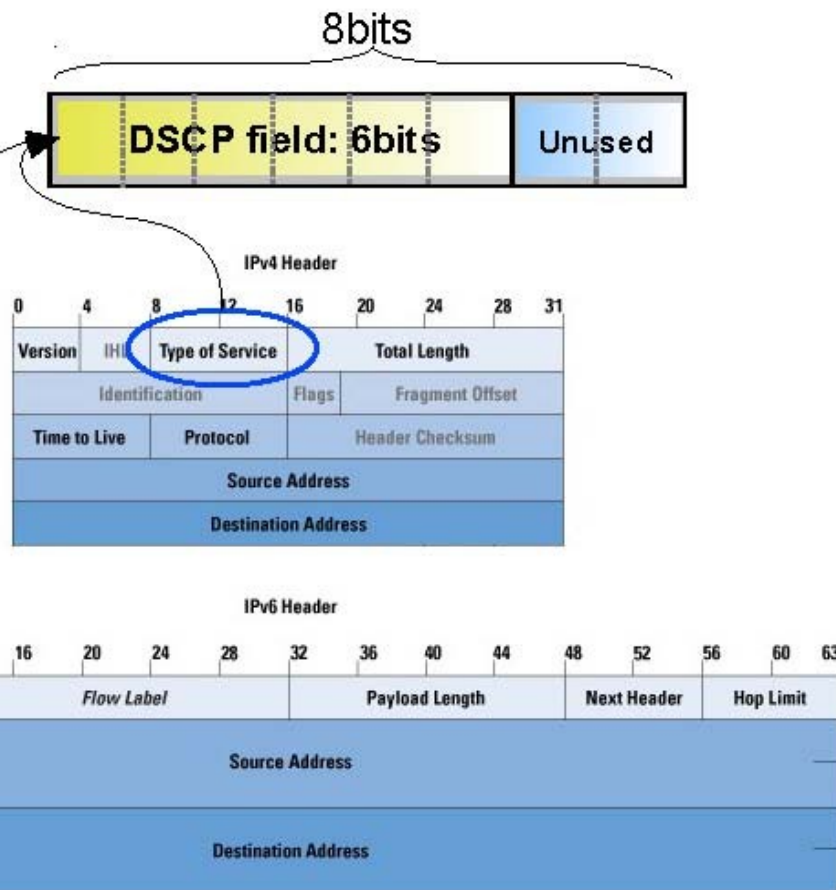 8bits
DSCP field: 6bits Unused
IPv4 Header
0 4 8 12 16 20 24 28 31
Version IHL Type of Service Total Length
Identification Flags Fragment Offset
Time to Live Protocol Header Checksum
Source Address
Destination Address
IPv6 Header
16 20 24 28 32 36 40 44 48 52 56 60 63
Flow Label Payload Length Next Header Hop Limit
Source Address
Destination Address